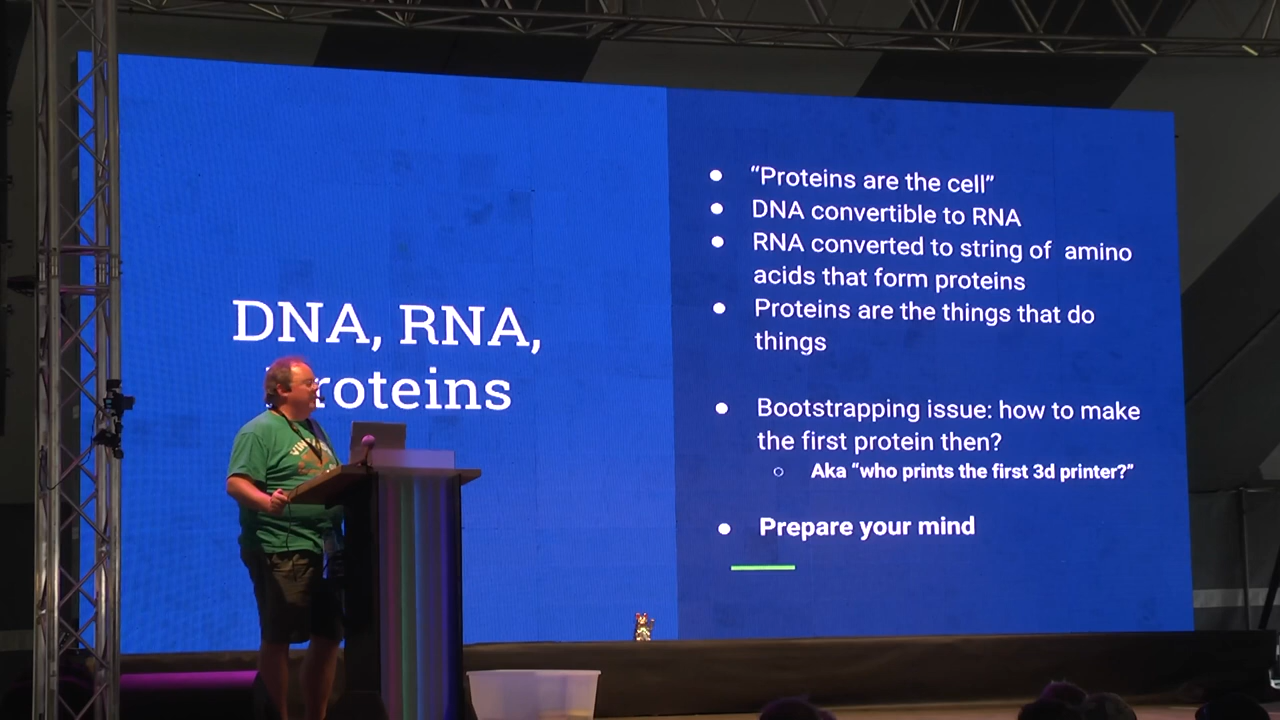 DNA, RNA,
Proteins
“Proteins are the cell”
DNA convertible to RNA
RNA converted to string of amino
acids that form proteins
Proteins are the things that do
things
Bootstrapping issue: how to make
the first protein then?
Aka “who prints the first 3d printer?”
Prepare your mind